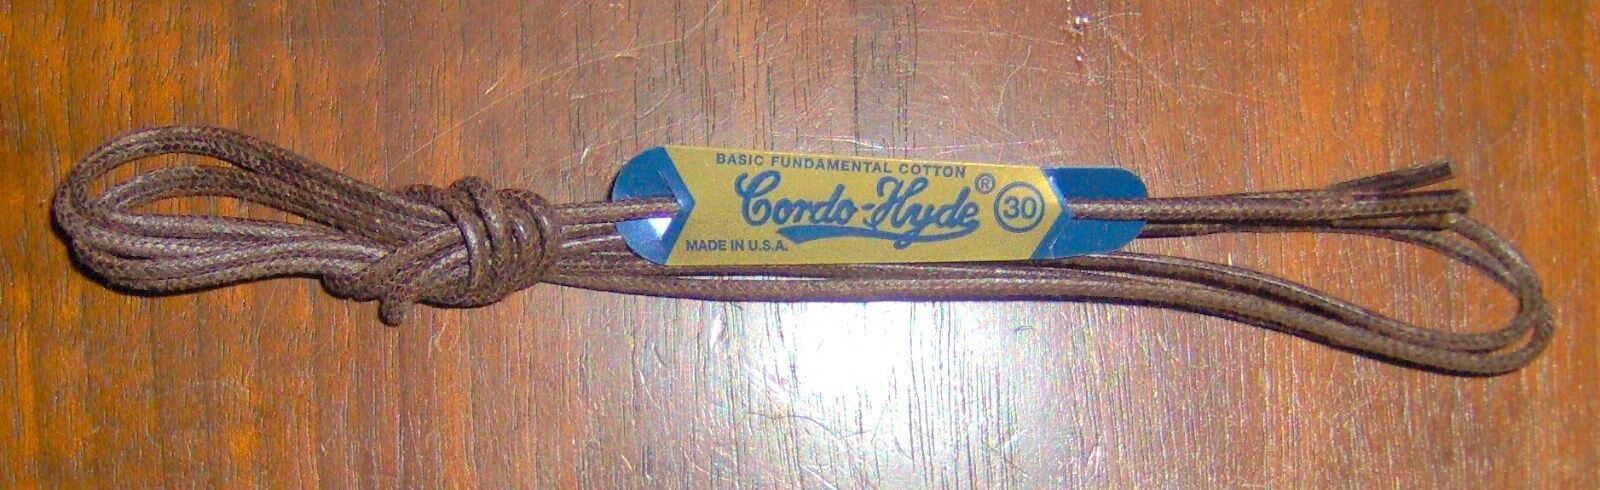 BASIC FUNDAMENTAL COTTON
Cordo-Hyde® 30
MADE IN U.S.A.